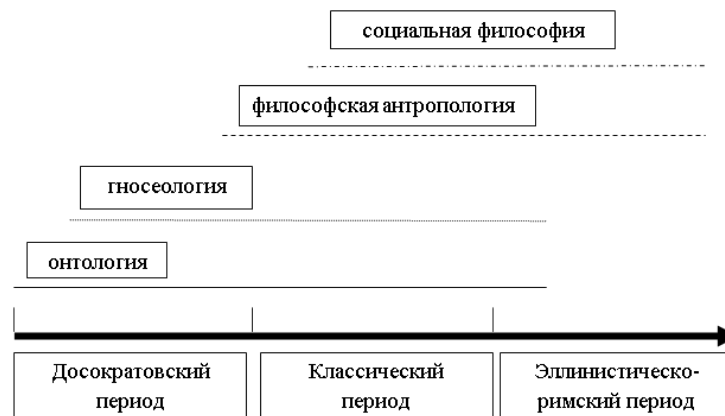 социальная философия
философская антропология
гносеология
онтология
Досократовский
период
Классический
период
Эллинистическо-
римский период